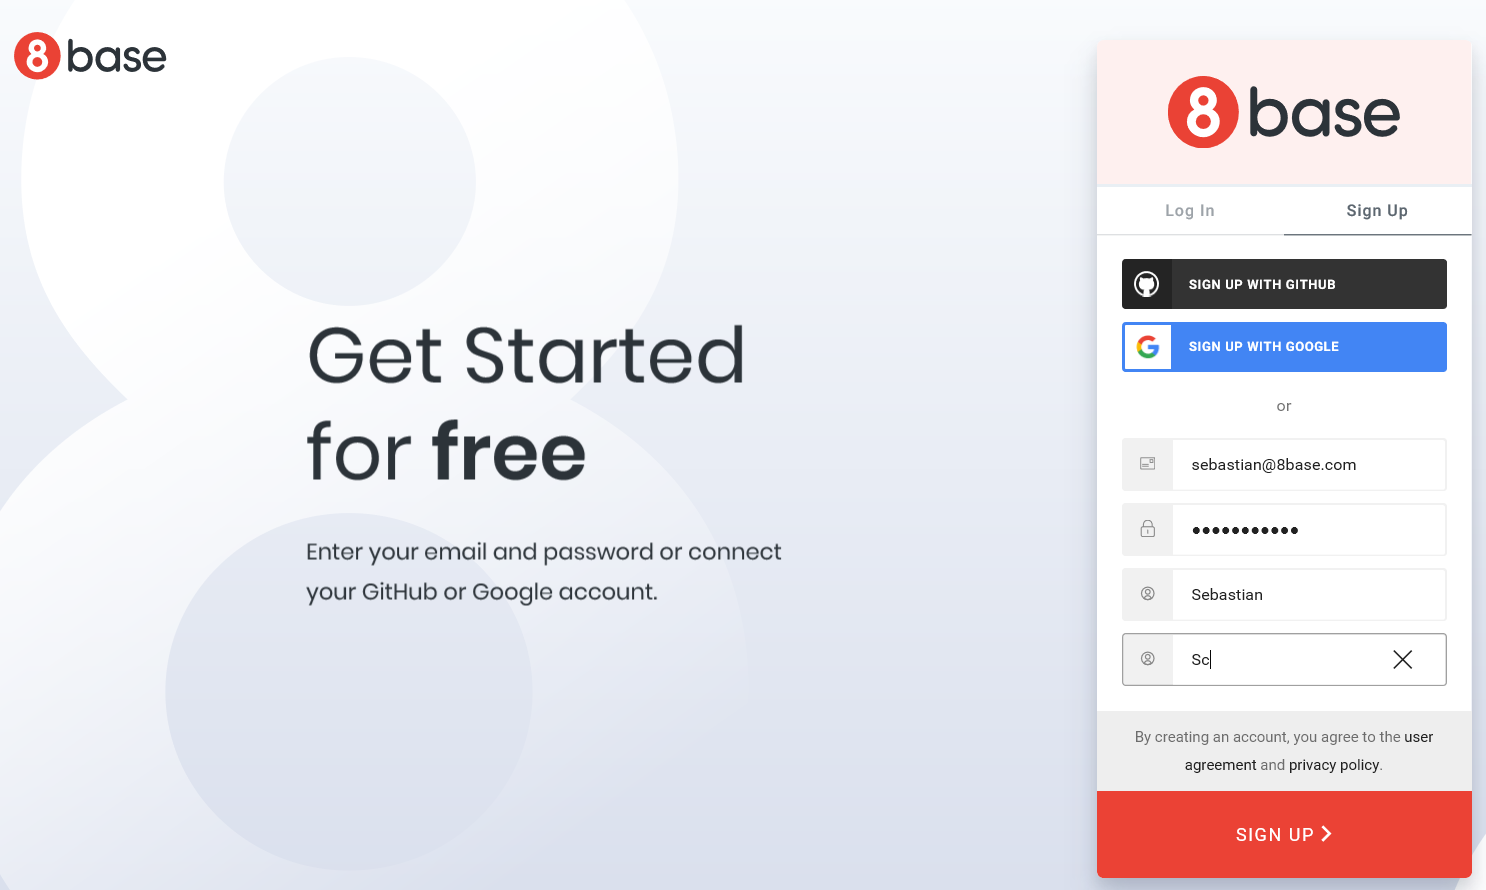 8base
Get Started
for free
Enter your email and password or connect
your GitHub or Google account.
8base
Log In
Sign Up
SIGN UP WITH GITHUB
SIGN UP WITH GOOGLE
or
sebastian@8base.com
●●●●●●●●●●●
Sebastian
Sc
By creating an account, you agree to the user
agreement and privacy policy.
SIGN UP